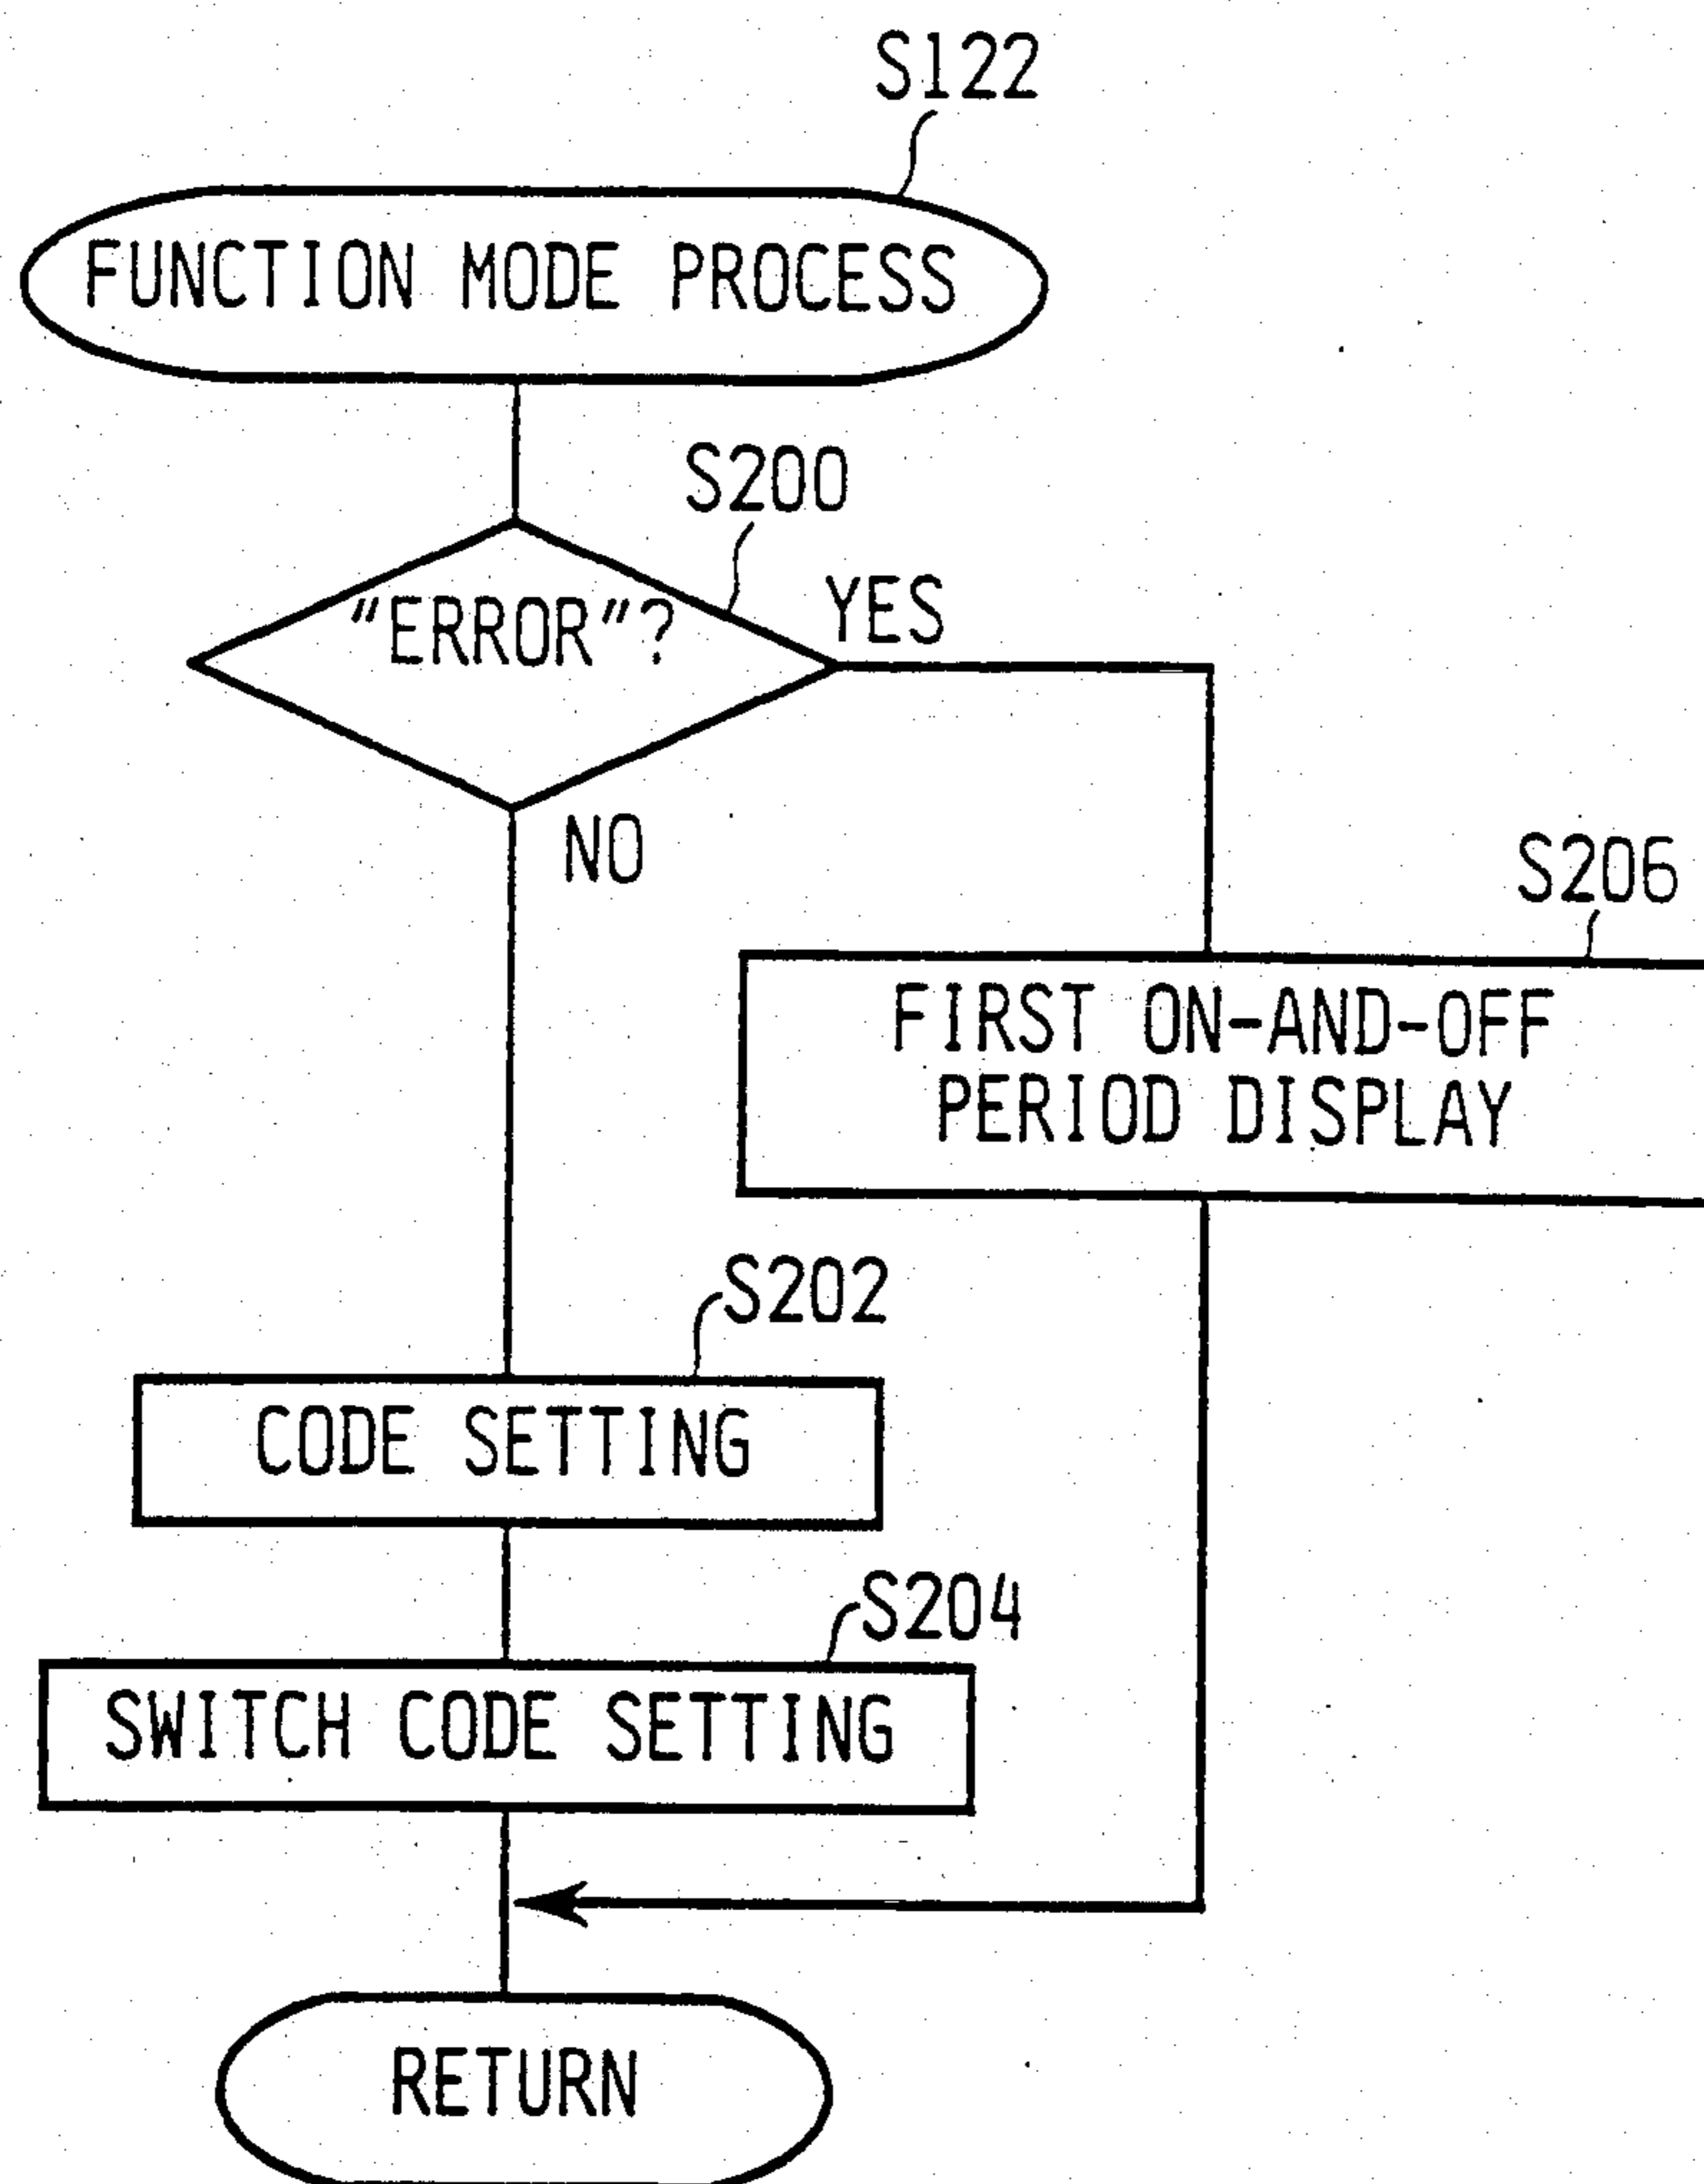 S122
FUNCTION MODE PROCESS
S200
"ERROR"?
YES
NO
S206
FIRST ON-AND-OFF
PERIOD DISPLAY
S202
CODE SETTING
S204
SWITCH CODE SETTING
RETURN